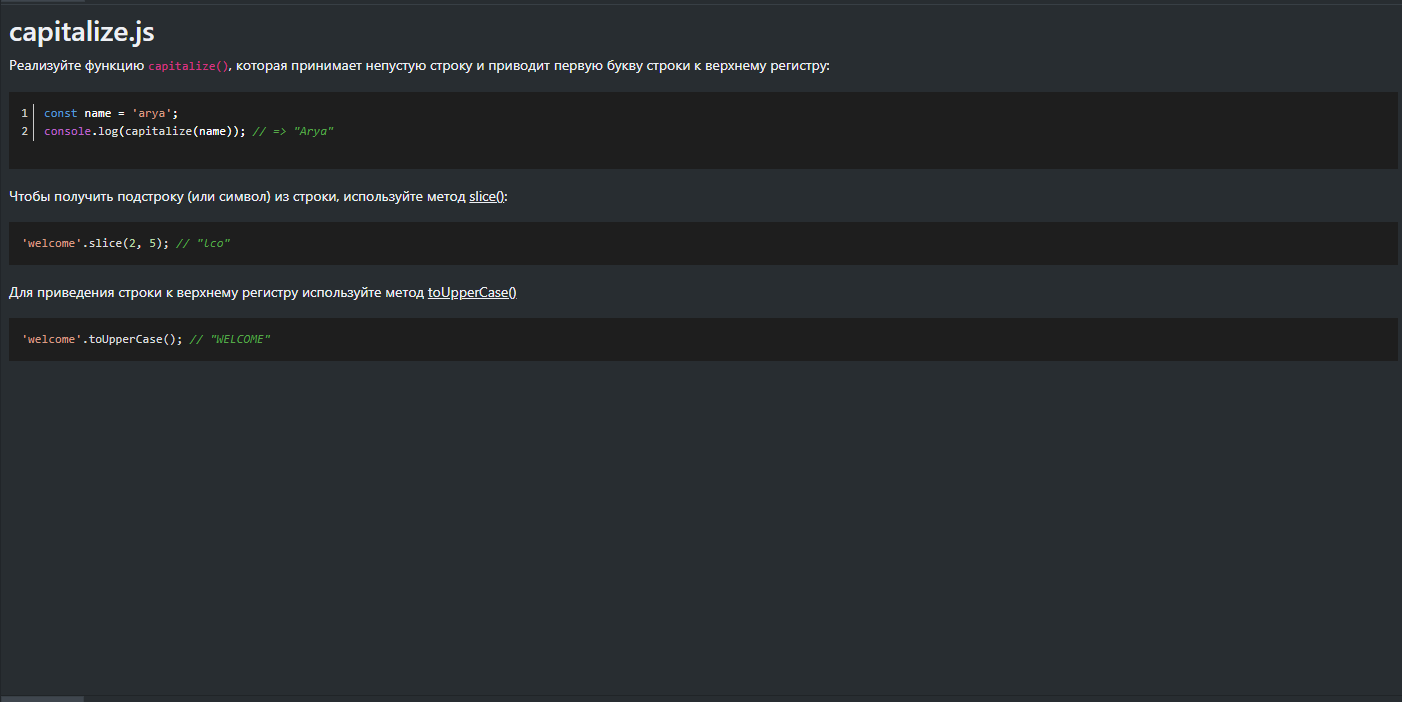 capitalize.js
Реализуйте функцию capitalize(), которая принимает непустую строку и приводит первую букву строки к верхнему регистру:
1 const name = 'arya';
2 console.log(capitalize(name)); // => "Arya"
Чтобы получить подстроку (или символ) из строки, используйте метод slice():
'welcome'.slice(2, 5); // "lco"
Для приведения строки к верхнему регистру используйте метод toUpperCase()
'welcome'.toUpperCase(); // "WELCOME"